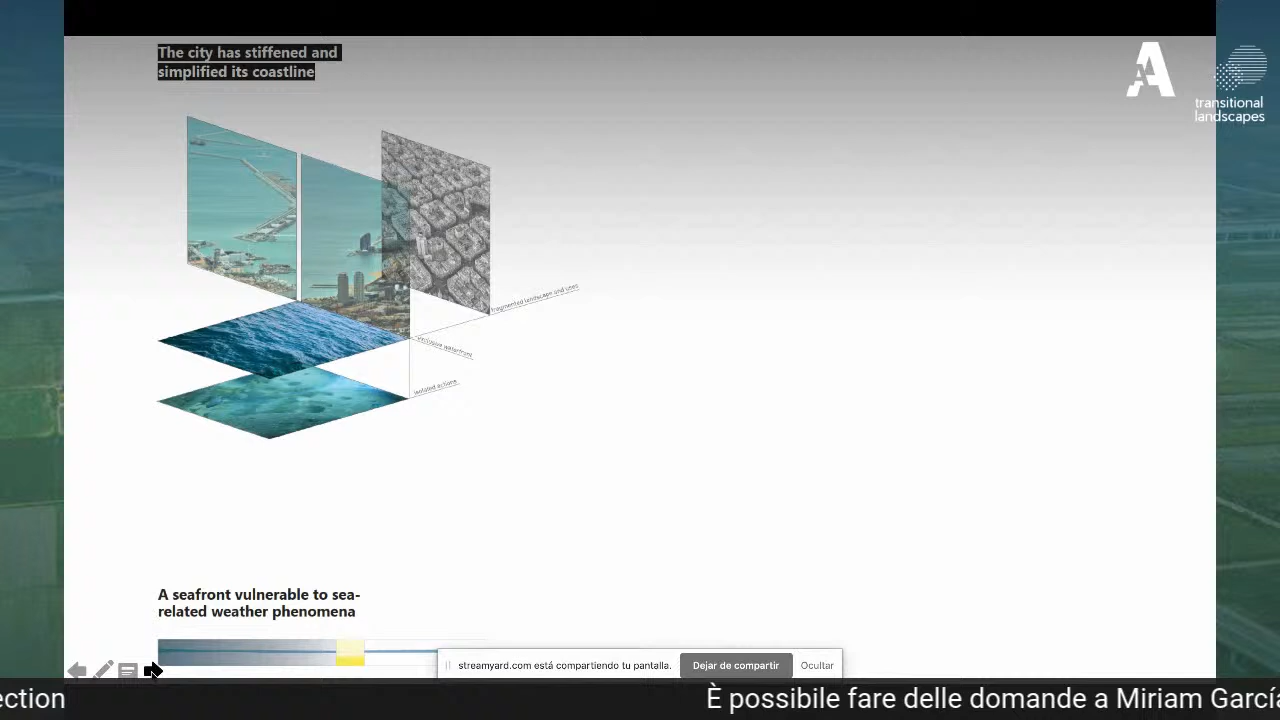 The city has stiffened and
simplified its coastline
transitional
landscapes
fragmented landscape and uses
exclusive waterfront
isolated actions
A seafront vulnerable to sea-
related weather phenomena
streamyard.com está compartiendo tu pantalla.
Dejar de compartir
Ocultar
ection
È possibile fare delle domande a Miriam García